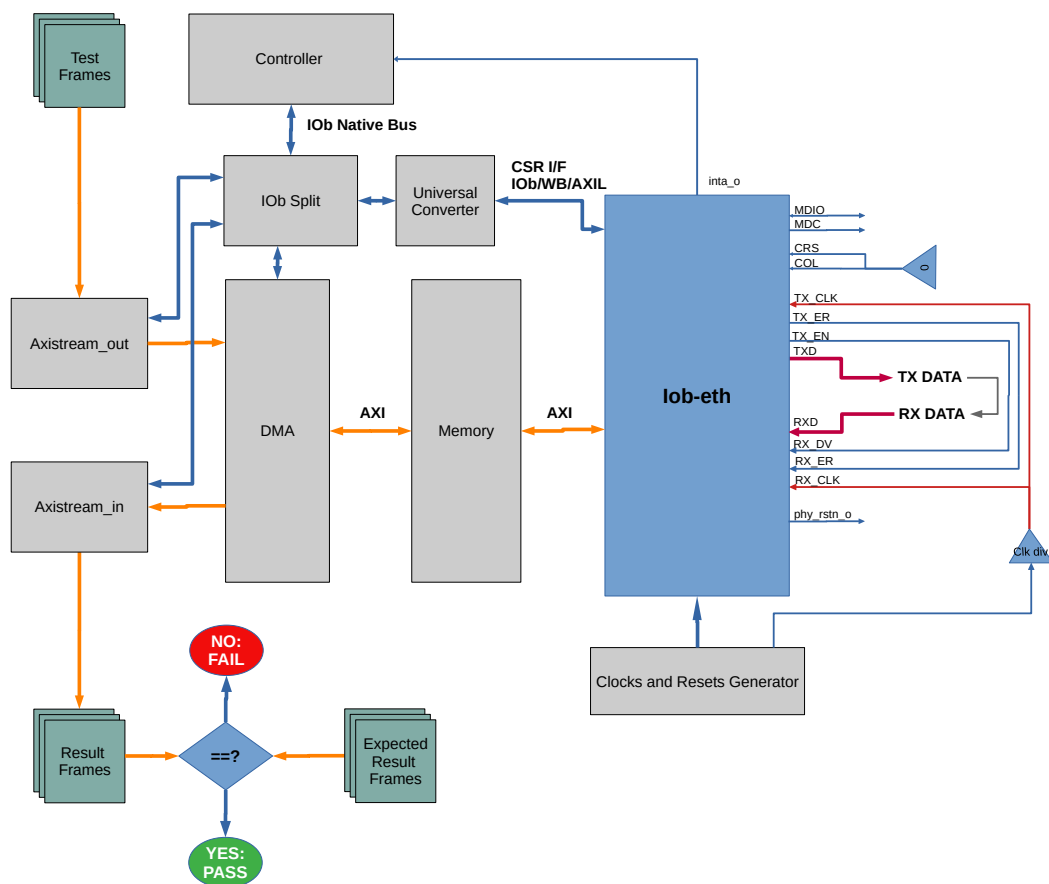 Test
Frames
Controller
IOb Native Bus
IOb Split
Universal
Converter
CSR I/F
IOb/WB/AXIL
inta_o
MDIO
MDC
CRS
COL
0
TX_CLK
TX_ER
TX_EN
TXD
TX DATA
RX DATA
RXD
RX_DV
RX_ER
RX_CLK
phy_rstn_o
Clk div
Iob-eth
Axistream_out
DMA
AXI
Memory
AXI
Axistream_in
Clocks and Resets Generator
NO:
FAIL
Result
Frames
==?
Expected
Result
Frames
YES:
PASS